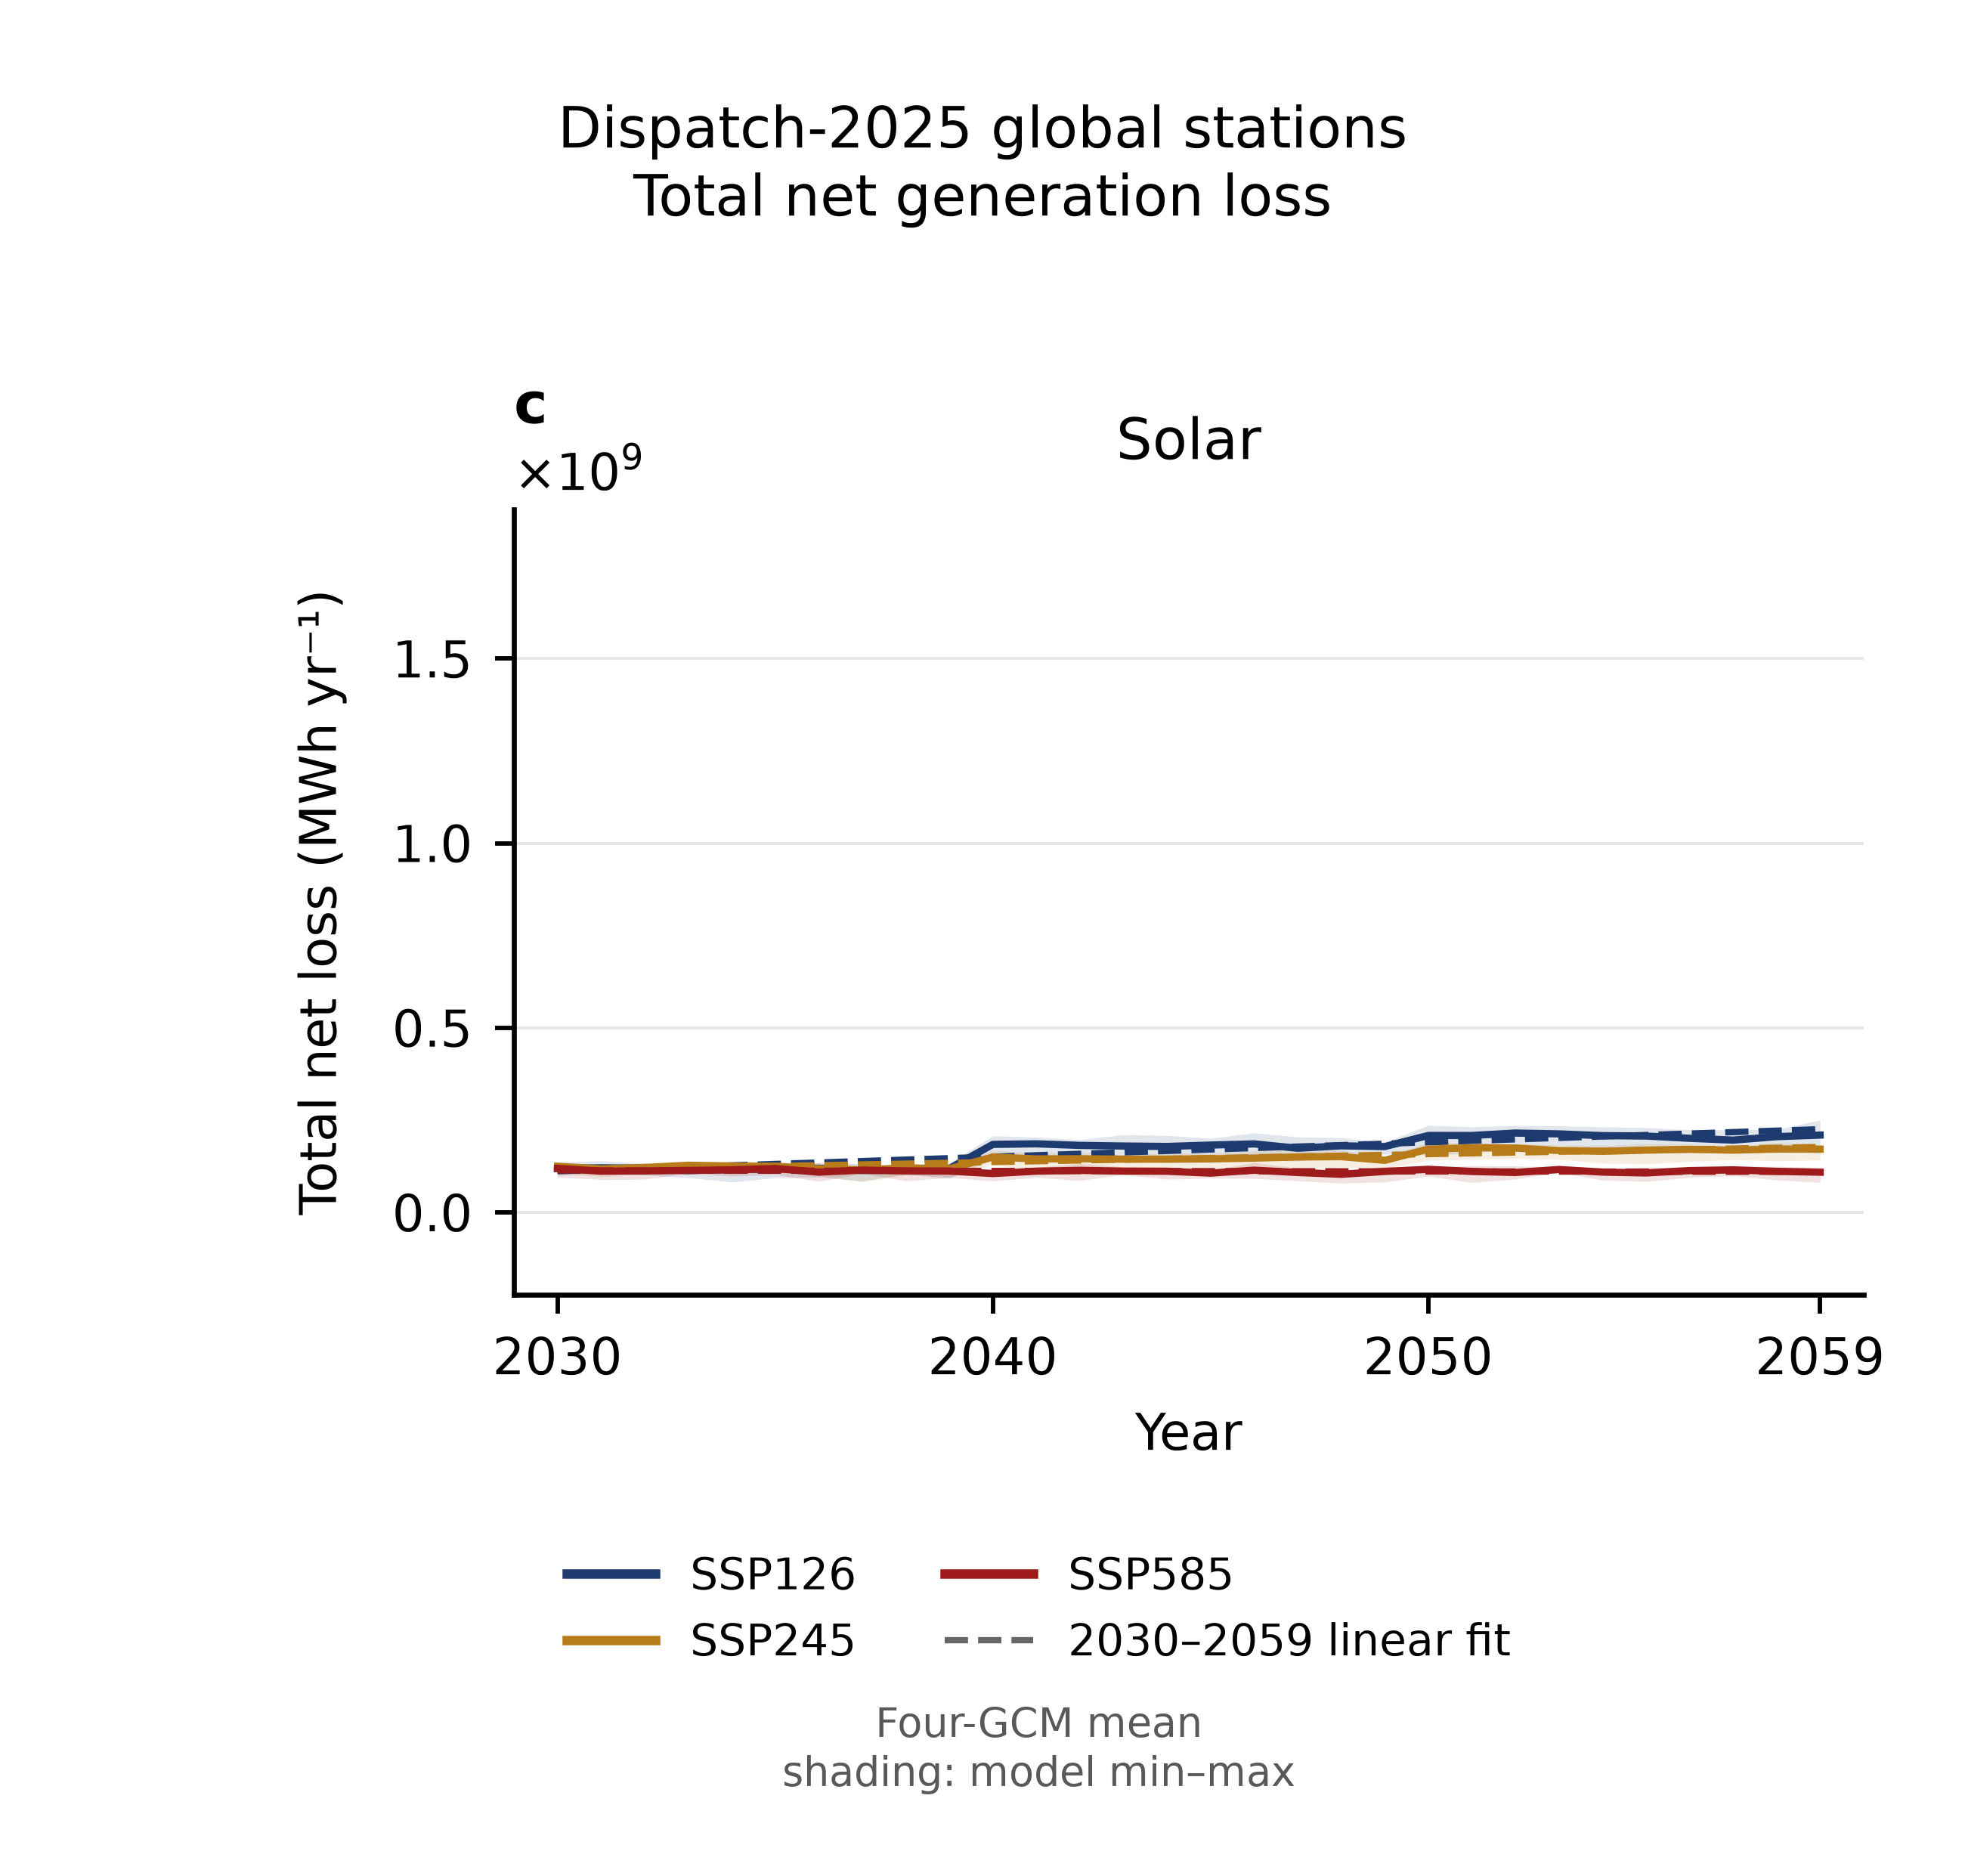 Dispatch-2025 global stations
Total net generation loss
c
×10⁹
Solar
Total net loss (MWh yr⁻¹)
1.5
1.0
0.5
0.0
2030
2040
2050
2059
Year
SSP126
SSP585
SSP245
2030–2059 linear fit
Four-GCM mean
shading: model min–max